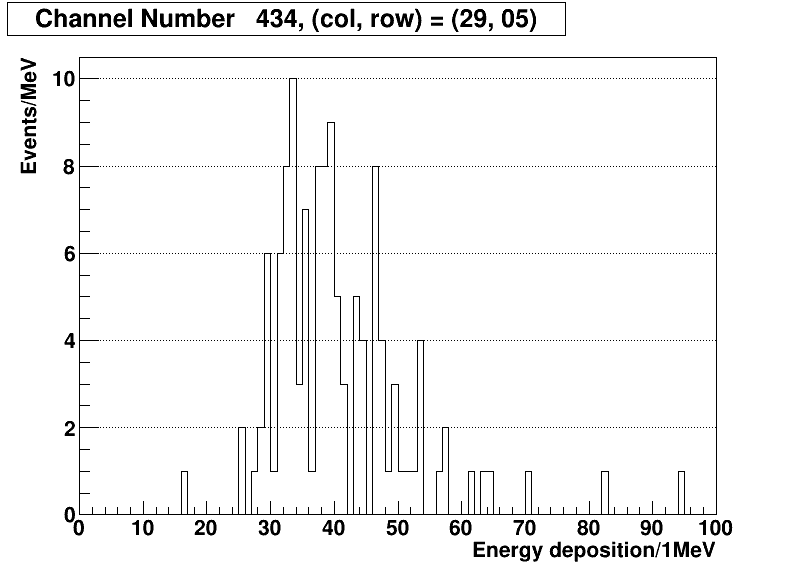 Channel Number 434, (col, row) = (29, 05)
Events/MeV
10
8
6
4
2
0
0 10 20 30 40 50 60 70 80 90 100
Energy deposition/1MeV